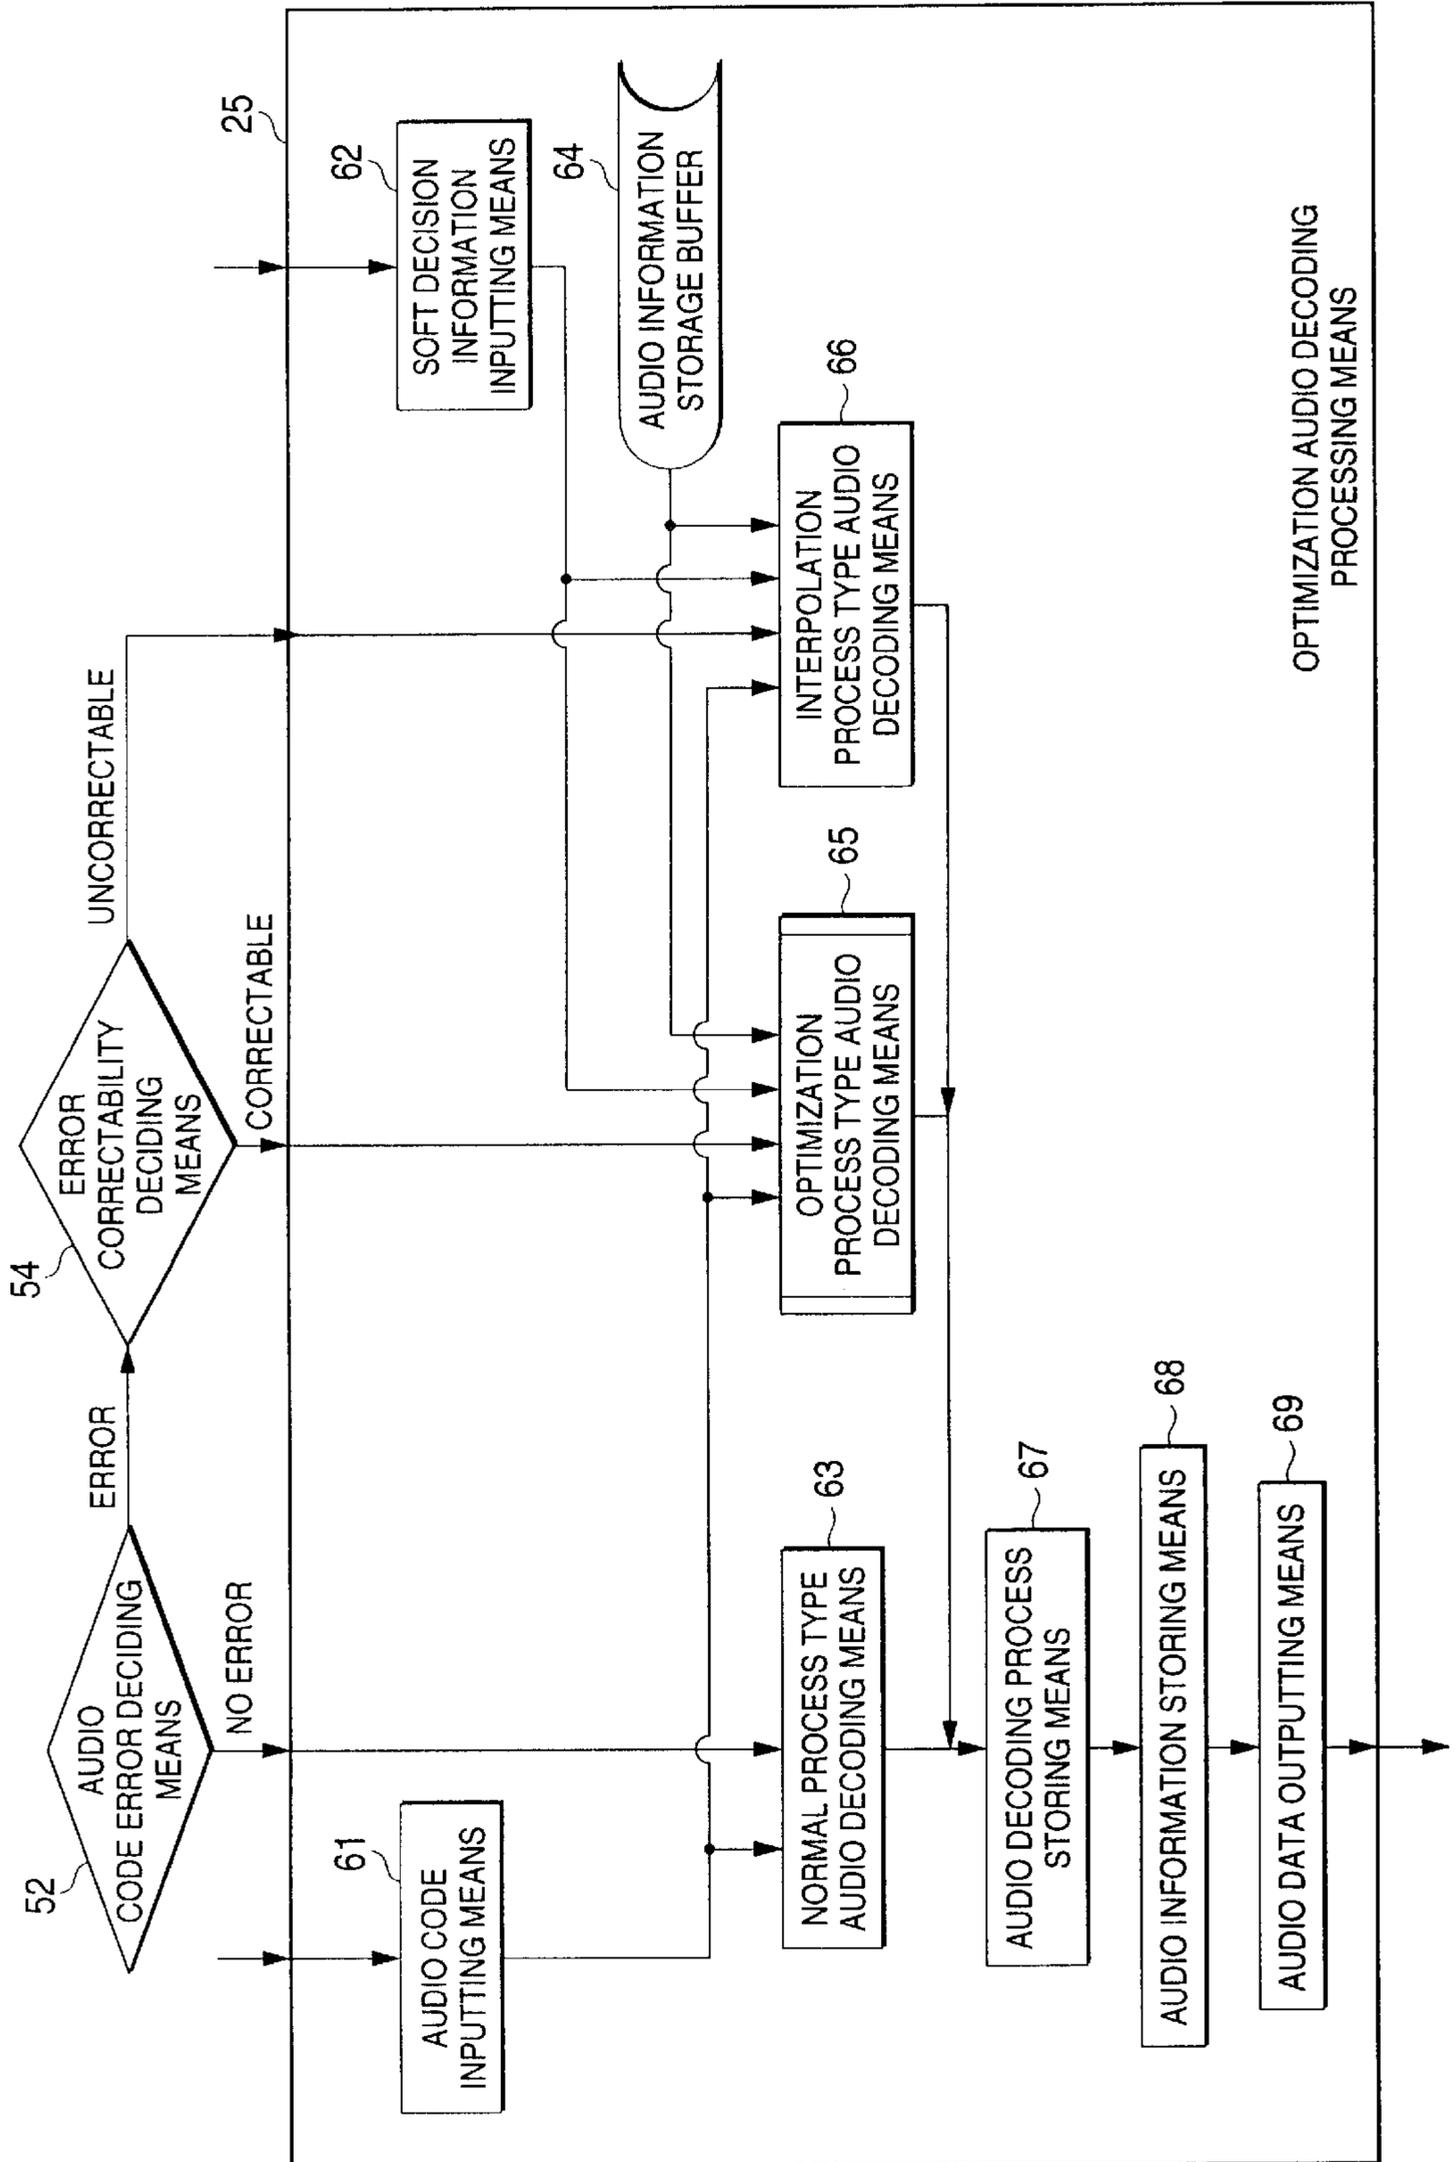 52
AUDIO
CODE ERROR DECIDING
MEANS
ERROR
NO ERROR
54
ERROR
CORRECTABILITY
DECIDING
MEANS
UNCORRECTABLE
CORRECTABLE
25
61
AUDIO CODE
INPUTTING MEANS
62
SOFT DECISION
INFORMATION
INPUTTING MEANS
64
AUDIO INFORMATION
STORAGE BUFFER
63
NORMAL PROCESS TYPE
AUDIO DECODING MEANS
65
OPTIMIZATION
PROCESS TYPE AUDIO
DECODING MEANS
66
INTERPOLATION
PROCESS TYPE AUDIO
DECODING MEANS
67
AUDIO DECODING PROCESS
STORING MEANS
68
AUDIO INFORMATION STORING MEANS
69
AUDIO DATA OUTPUTTING MEANS
OPTIMIZATION AUDIO DECODING
PROCESSING MEANS